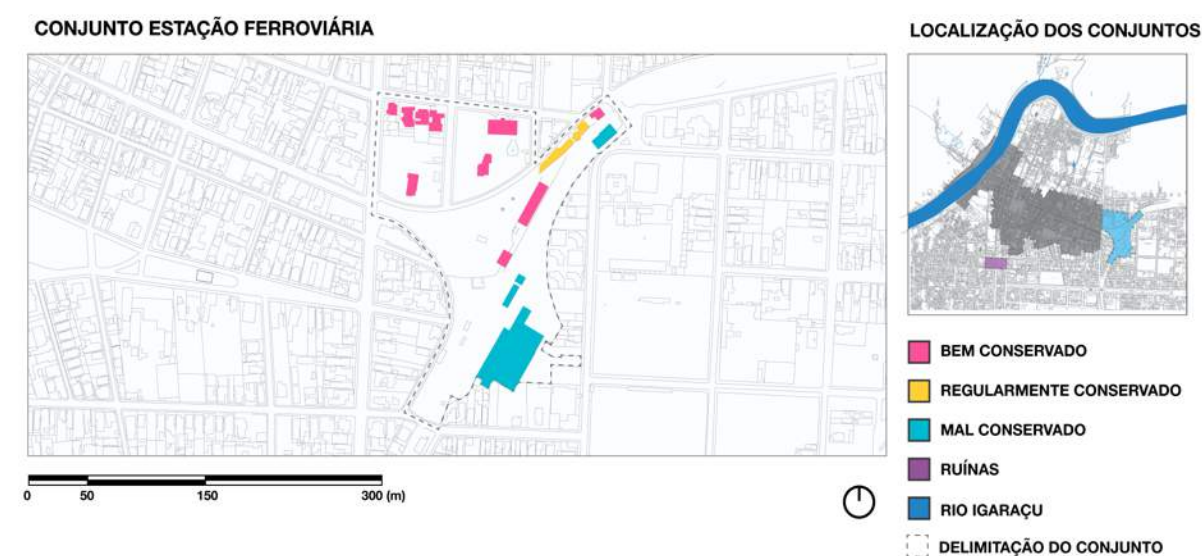 CONJUNTO ESTAÇÃO FERROVIÁRIA
LOCALIZAÇÃO DOS CONJUNTOS
BEM CONSERVADO
REGULARMENTE CONSERVADO
MAL CONSERVADO
RUÍNAS
RIO IGARAÇU
DELIMITAÇÃO DO CONJUNTO
0 50 150 300 (m)